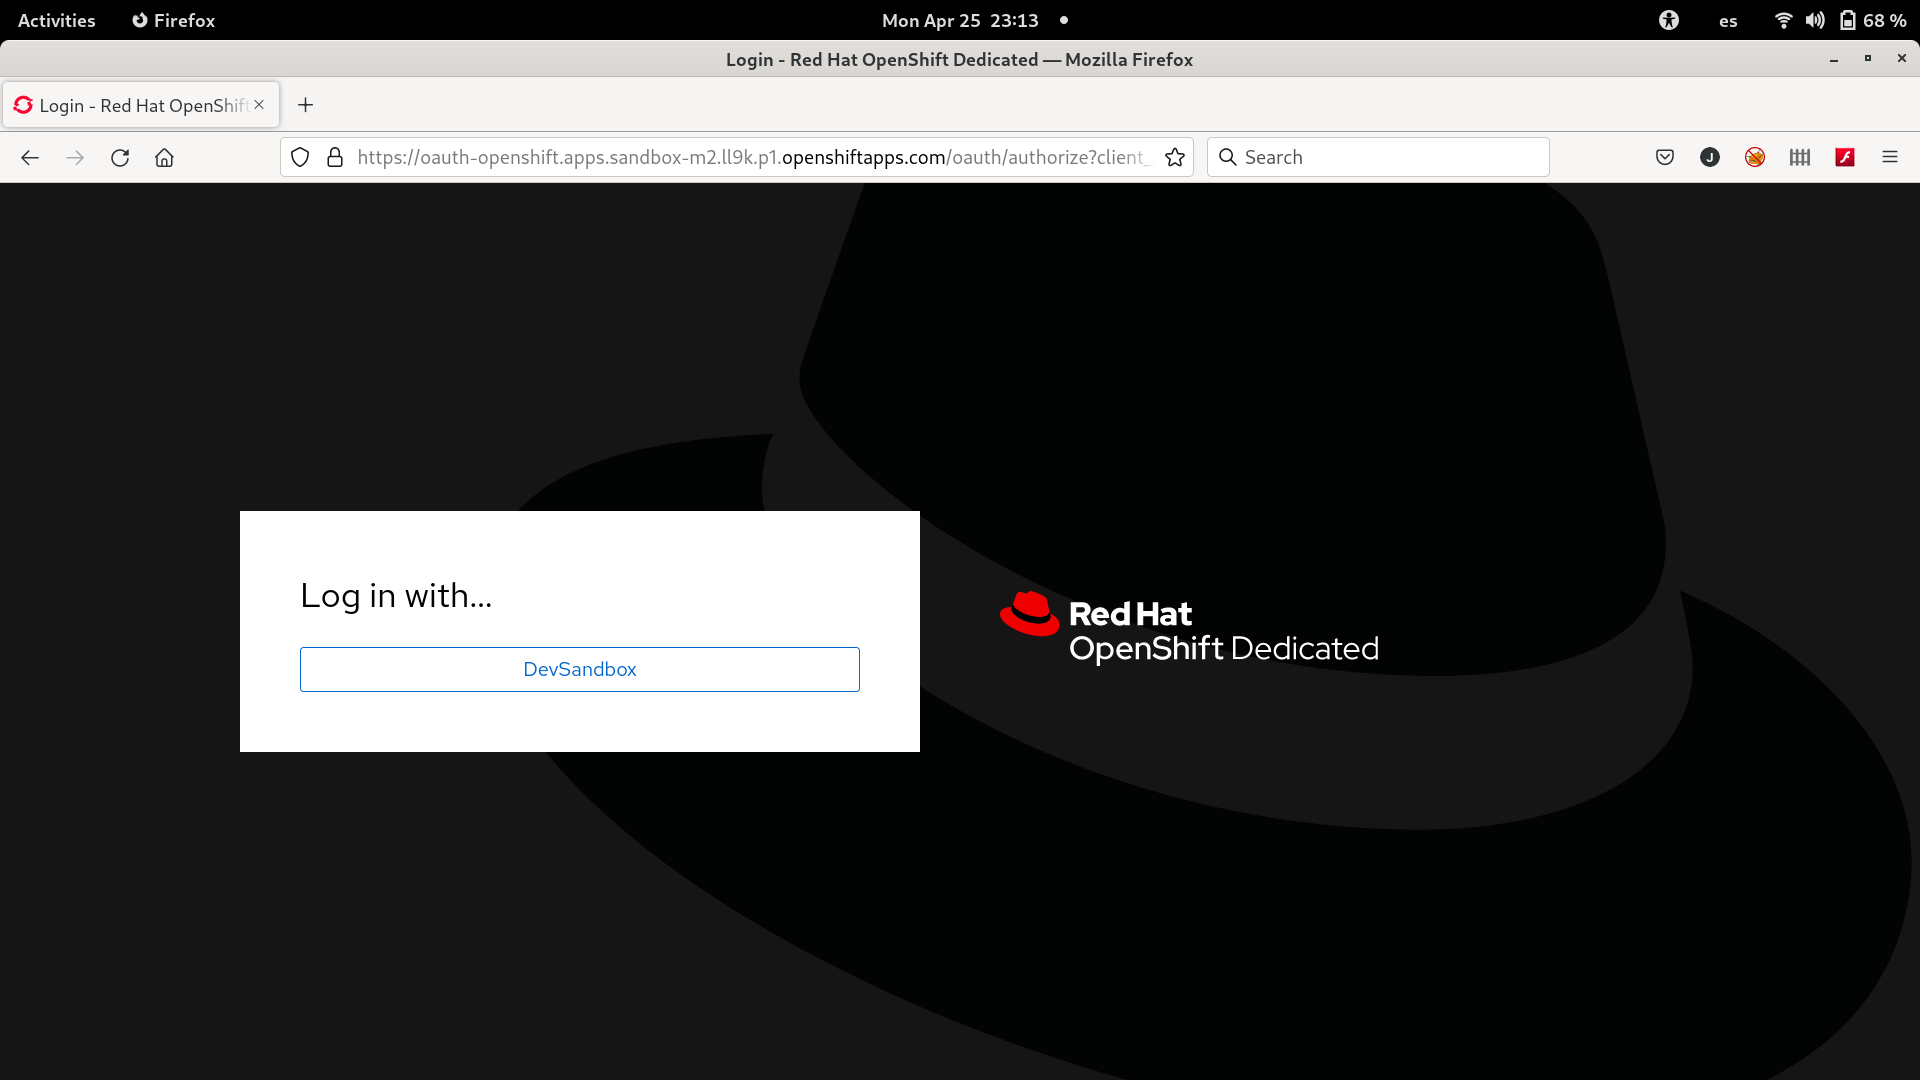 Activities
Firefox
Mon Apr 25 23:13
es
68 %
Login - Red Hat OpenShift Dedicated — Mozilla Firefox
Login - Red Hat OpenShift
https://oauth-openshift.apps.sandbox-m2.ll9k.p1.openshiftapps.com/oauth/authorize?client_
Search
J
Log in with...
DevSandbox
Red Hat
OpenShift Dedicated